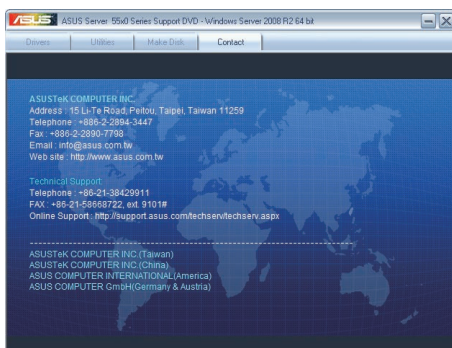 ASUS ASUS Server 55x0 Series Support DVD - Windows Server 2008 R2 64 bit
Drivers Utilities Make Disk Contact
ASUSTeK COMPUTER INC.
Address : 15 Li-Te Road, Peitou, Taipei, Taiwan 11259
Telephone : +886-2-2894-3447
Fax : +886-2-2890-7798
Email : info@asus.com.tw
Web site : http://www.asus.com.tw
Technical Support
Telephone : +86-21-38429911
FAX : +86-21-58668722, ext. 9101#
Online Support : http://support.asus.com/techserv/techserv.aspx
ASUSTeK COMPUTER INC.(Taiwan)
ASUSTeK COMPUTER INC.(China)
ASUS COMPUTER INTERNATIONAL(America)
ASUS COMPUTER GmbH(Germany & Austria)